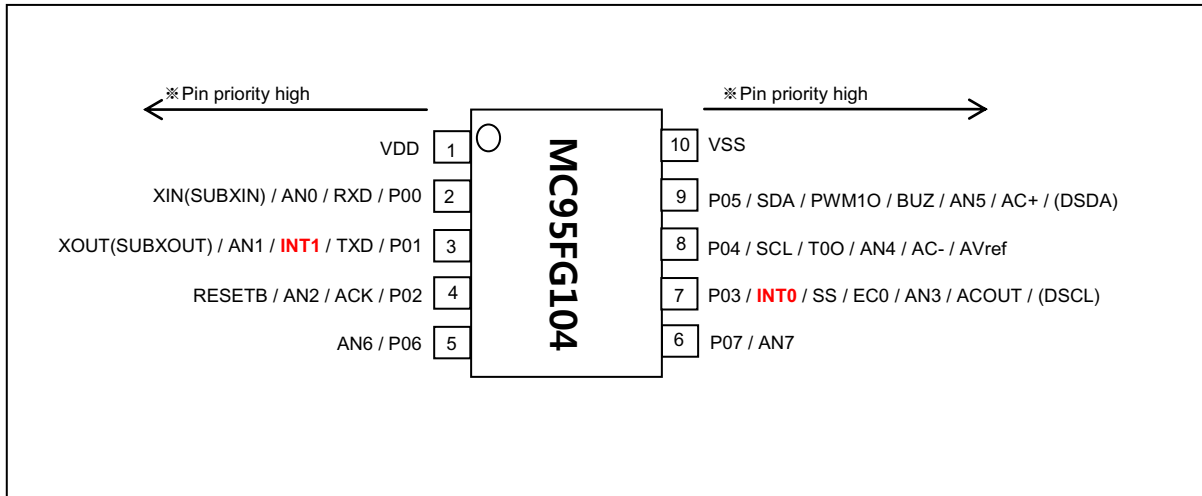 ※Pin priority high
※Pin priority high
VDD 1
10 VSS
XIN(SUBXIN) / AN0 / RXD / P00 2
9 P05 / SDA / PWM1O / BUZ / AN5 / AC+ / (DSDA)
XOUT(SUBXOUT) / AN1 / INT1 / TXD / P01 3
8 P04 / SCL / T0O / AN4 / AC- / AVref
RESETB / AN2 / ACK / P02 4
7 P03 / INT0 / SS / EC0 / AN3 / ACOUT / (DSCL)
AN6 / P06 5
6 P07 / AN7
MC95FG104